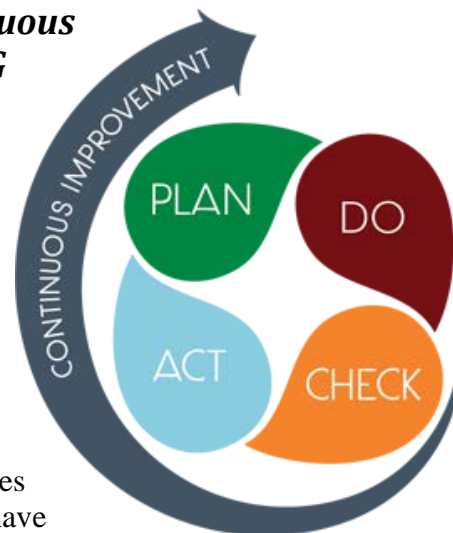 uous
G
CONTINUOUS IMPROVEMENT
PLAN
DO
ACT
CHECK
es
ave